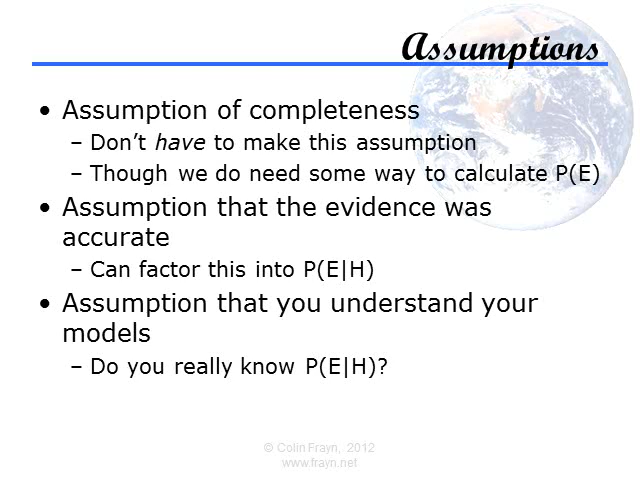 Assumptions
• Assumption of completeness
– Don't have to make this assumption
– Though we do need some way to calculate P(E)
• Assumption that the evidence was
accurate
– Can factor this into P(E|H)
• Assumption that you understand your
models
– Do you really know P(E|H)?
© Colin Frayn, 2012
www.frayn.net